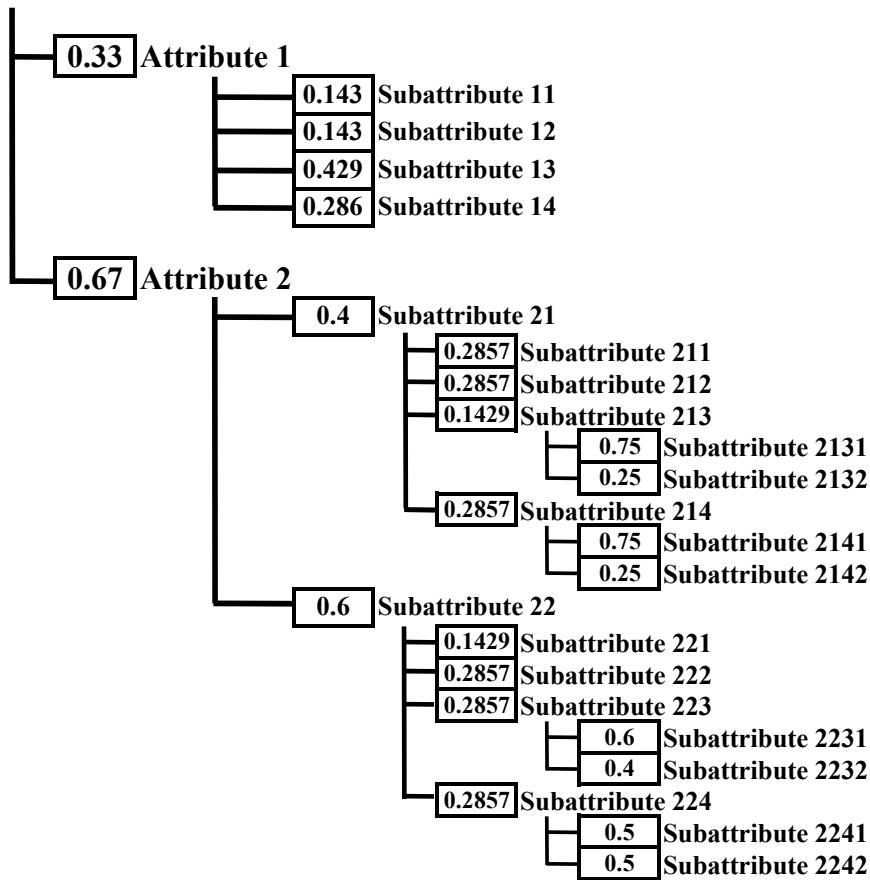 0.33 Attribute 1
0.143 Subattribute 11
0.143 Subattribute 12
0.429 Subattribute 13
0.286 Subattribute 14
0.67 Attribute 2
0.4 Subattribute 21
0.2857 Subattribute 211
0.2857 Subattribute 212
0.1429 Subattribute 213
0.75 Subattribute 2131
0.25 Subattribute 2132
0.2857 Subattribute 214
0.75 Subattribute 2141
0.25 Subattribute 2142
0.6 Subattribute 22
0.1429 Subattribute 221
0.2857 Subattribute 222
0.2857 Subattribute 223
0.6 Subattribute 2231
0.4 Subattribute 2232
0.2857 Subattribute 224
0.5 Subattribute 2241
0.5 Subattribute 2242